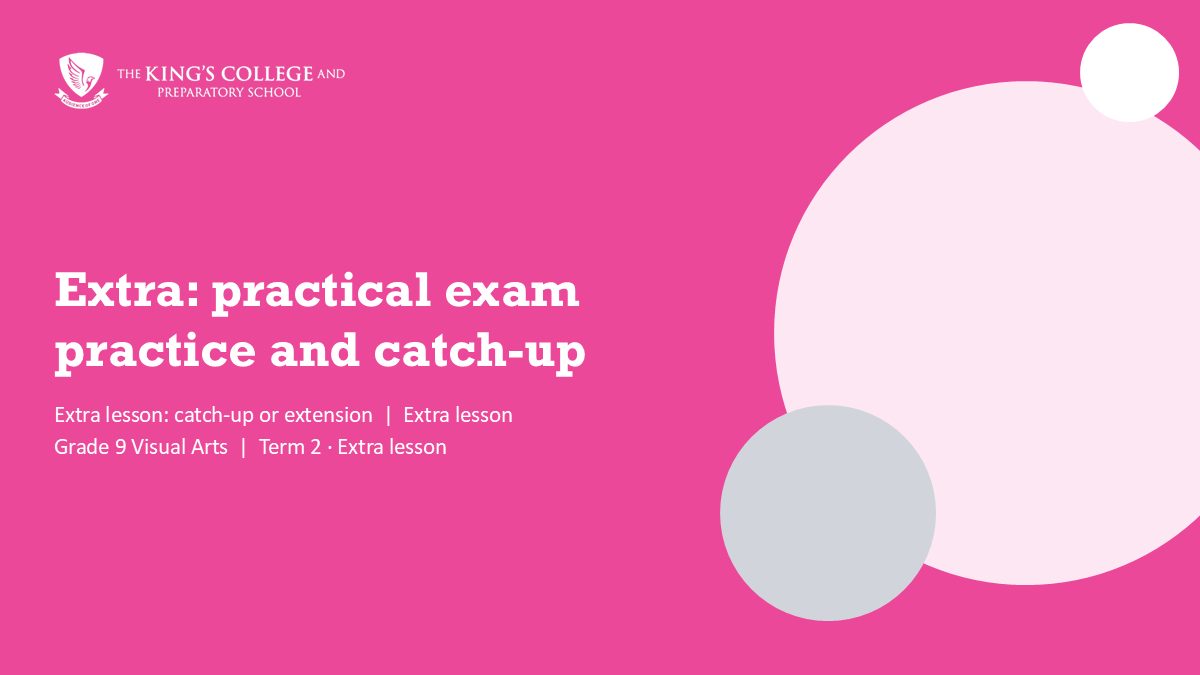 THE KING'S COLLEGE AND
PREPARATORY SCHOOL
Extra: practical exam
practice and catch-up
Extra lesson: catch-up or extension | Extra lesson
Grade 9 Visual Arts | Term 2 · Extra lesson